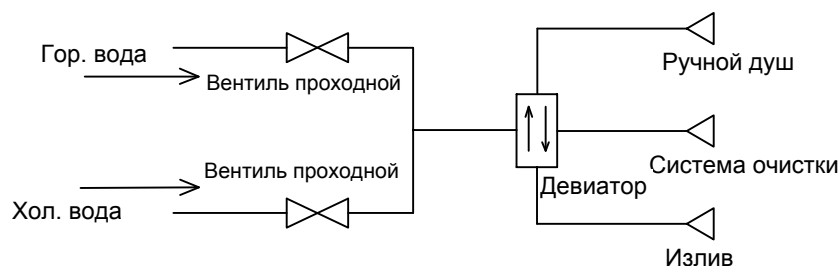 Гор. вода
Вентиль проходной
Ручной душ
Вентиль проходной
Система очистки
Девиатор
Хол. вода
Излив